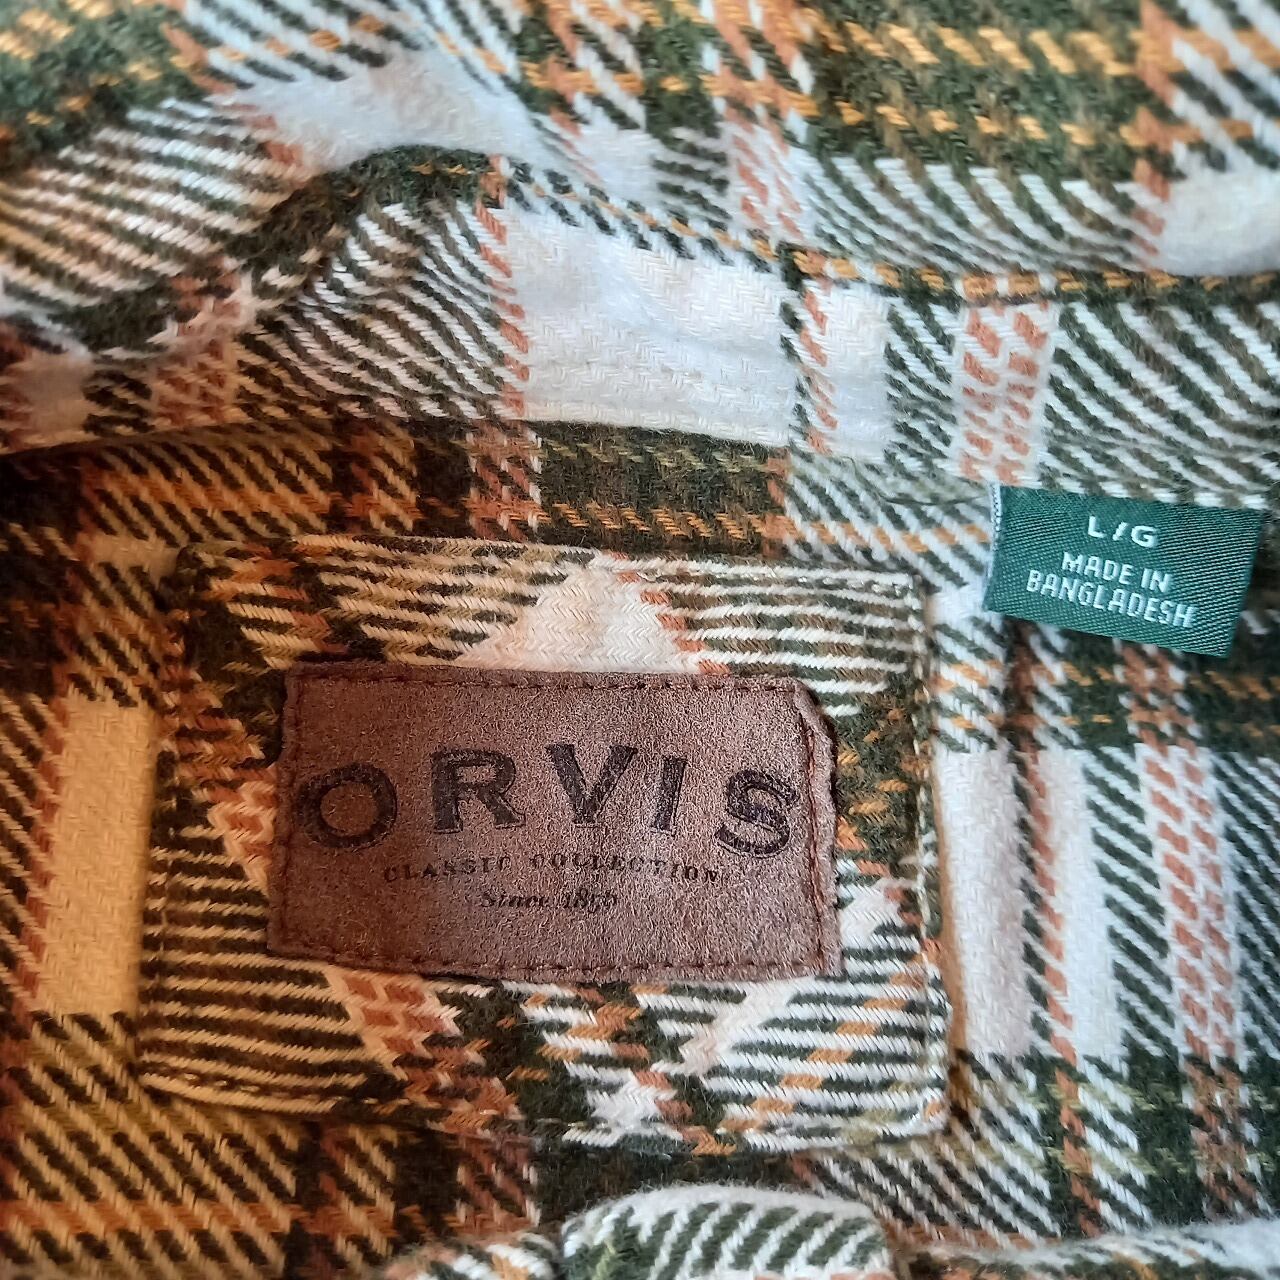 L/G
MADE IN
BANGLADESH
ORVIS
CLASSIC COLLECTION
Since 1856